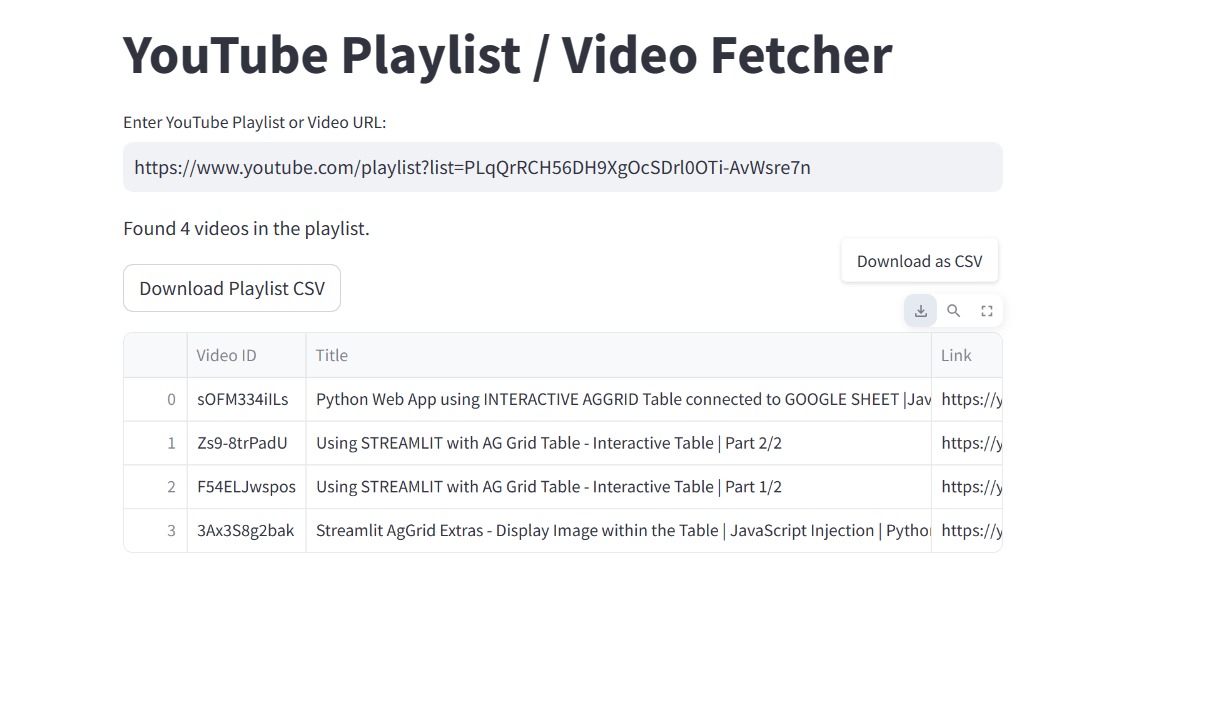 YouTube Playlist / Video Fetcher
Enter YouTube Playlist or Video URL:
https://www.youtube.com/playlist?list=PLqQrRCH56DH9XgOcSDrl0OTi-AvWsre7n
Found 4 videos in the playlist.
Download as CSV
Download Playlist CSV
Video ID Title Link
0 sOFM334iILs Python Web App using INTERACTIVE AGGRID Table connected to GOOGLE SHEET |Jav https://y
1 Zs9-8trPadU Using STREAMLIT with AG Grid Table - Interactive Table | Part 2/2 https://y
2 F54ELJwspos Using STREAMLIT with AG Grid Table - Interactive Table | Part 1/2 https://y
3 3Ax3S8g2bak Streamlit AgGrid Extras - Display Image within the Table | JavaScript Injection | Pytho https://y